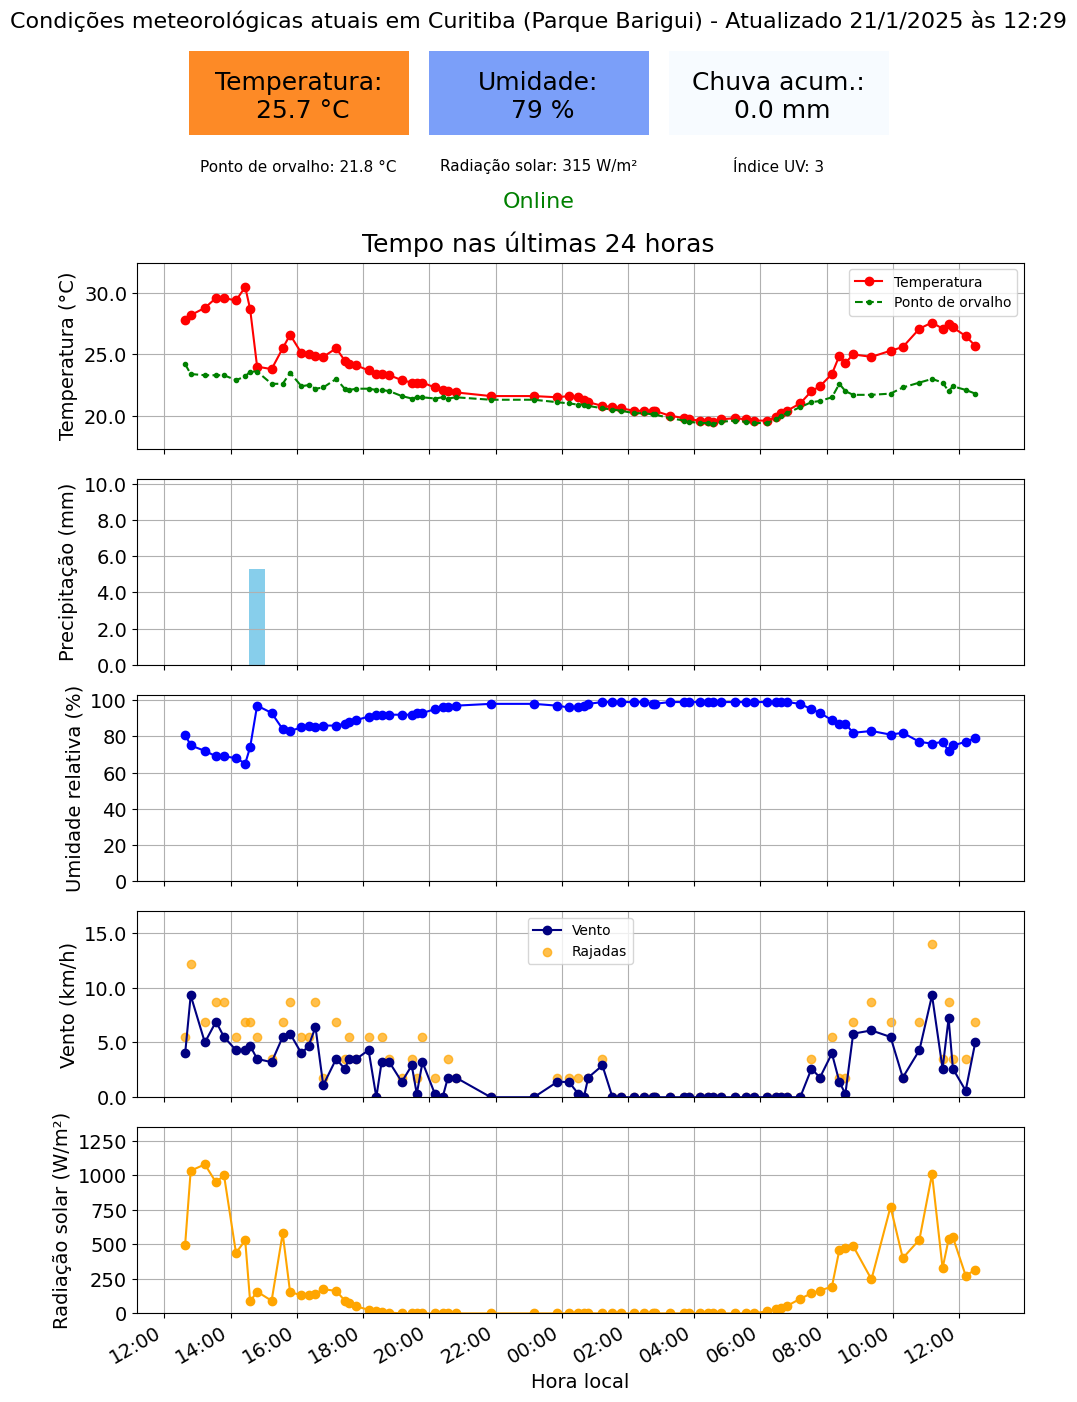 Condições meteorológicas atuais em Curitiba (Parque Barigui) - Atualizado 21/1/2025 às 12:29
Temperatura:
25.7 °C
Umidade:
79 %
Chuva acum.:
0.0 mm
Ponto de orvalho: 21.8 °C
Radiação solar: 315 W/m²
Índice UV: 3
Online
Tempo nas últimas 24 horas
Temperatura (°C)
30.0
25.0
20.0
Temperatura
Ponto de orvalho
Precipitação (mm)
10.0
8.0
6.0
4.0
2.0
0.0
Umidade relativa (%)
100
80
60
40
20
0
Vento (km/h)
15.0
10.0
5.0
0.0
Vento
Rajadas
Radiação solar (W/m²)
1250
1000
750
500
250
0
12:00
14:00
16:00
18:00
20:00
22:00
00:00
02:00
04:00
06:00
08:00
10:00
12:00
Hora local